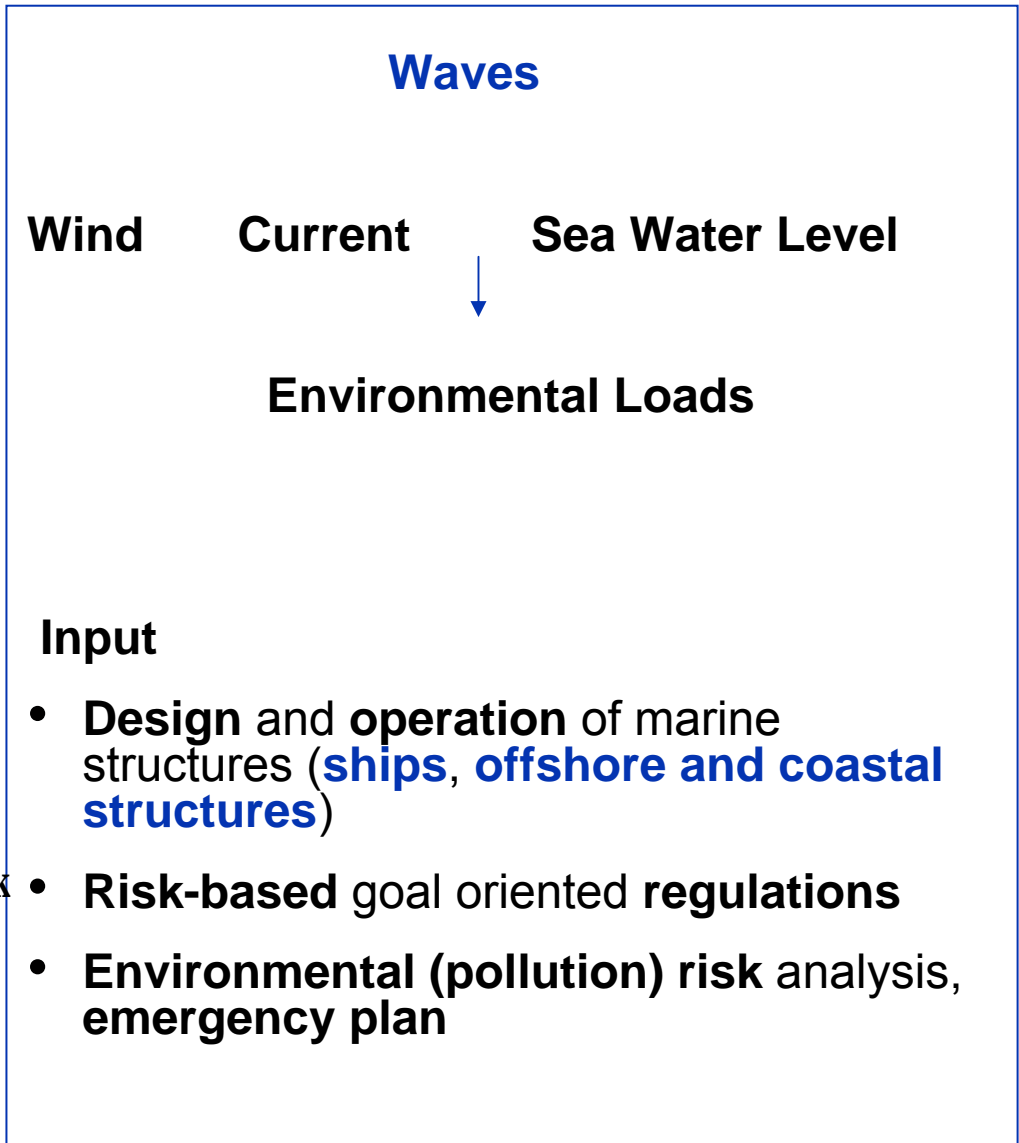 Waves
Wind Current Sea Water Level
Environmental Loads
Input
• Design and operation of marine
structures (ships, offshore and coastal
structures)
• Risk-based goal oriented regulations
• Environmental (pollution) risk analysis,
emergency plan